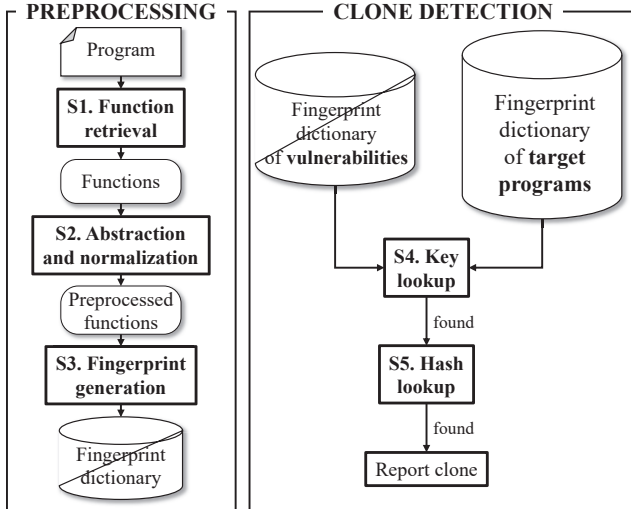 PREPROCESSING
Program
S1. Function
retrieval
Functions
S2. Abstraction
and normalization
Preprocessed
functions
S3. Fingerprint
generation
Fingerprint
dictionary
CLONE DETECTION
Fingerprint
dictionary
of vulnerabilities
Fingerprint
dictionary
of target
programs
S4. Key
lookup
found
S5. Hash
lookup
found
Report clone